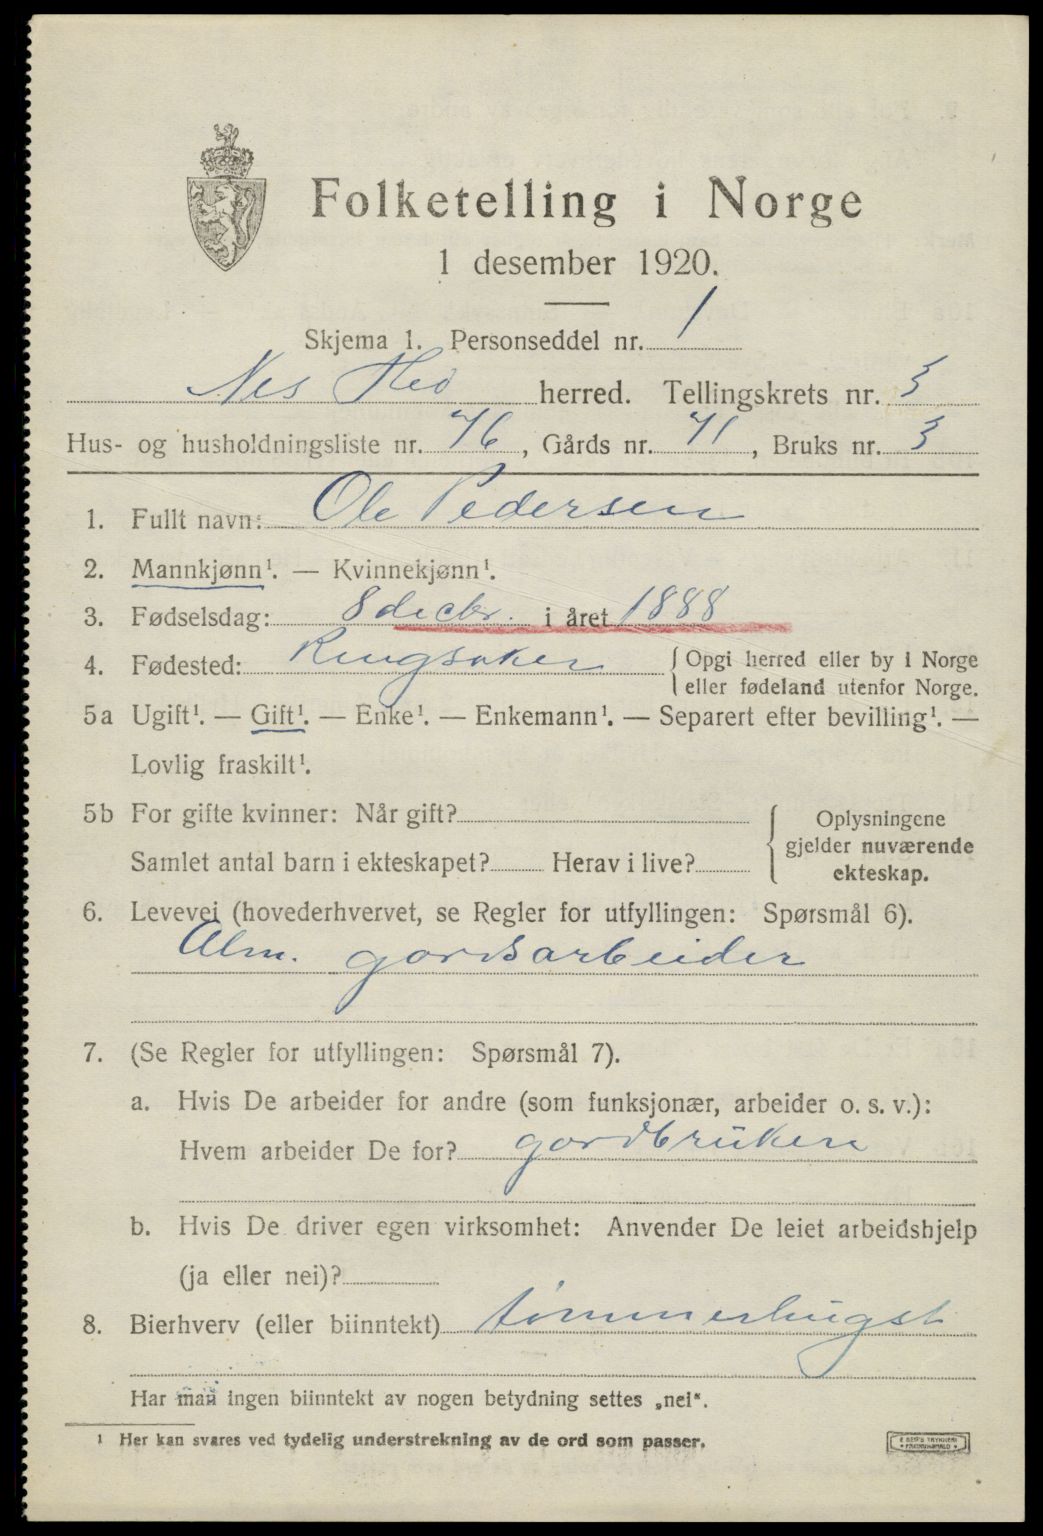 Folketelling i Norge
1 desember 1920.
Skjema 1. Personseddel nr. 1
Nes Hed herred. Tellingskrets nr. 3
Hus- og husholdningsliste nr. 76, Gårds nr. 71, Bruks nr. 3
1. Fullt navn: Ole Pedersen
2. Mannkjønn¹. — Kvinnekjønn¹.
3. Fødselsdag: 8 decbr. i året 1888
4. Fødested: Ringsaker { Opgi herred eller by i Norge
eller fødeland utenfor Norge.
5a Ugift¹. — Gift¹. — Enke¹. — Enkemann¹. — Separert efter bevilling¹. —
Lovlig fraskilt¹.
5b For gifte kvinner: Når gift? { Oplysningene
gjelder nuværende
ekteskap.
Samlet antal barn i ekteskapet? Herav i live?
6. Levevei (hovederhvervet, se Regler for utfyllingen: Spørsmål 6).
Alm. gardsarbeider
7. (Se Regler for utfyllingen: Spørsmål 7).
a. Hvis De arbeider for andre (som funksjonær, arbeider o. s. v.):
Hvem arbeider De for? gardbruken
b. Hvis De driver egen virksomhet: Anvender De leiet arbeidshjelp
(ja eller nei)?
8. Bierhverv (eller biinntekt) tømmerhugst
Har man ingen biinntekt av nogen betydning settes „nei“.
¹ Her kan svares ved tydelig understrekning av de ord som passer.